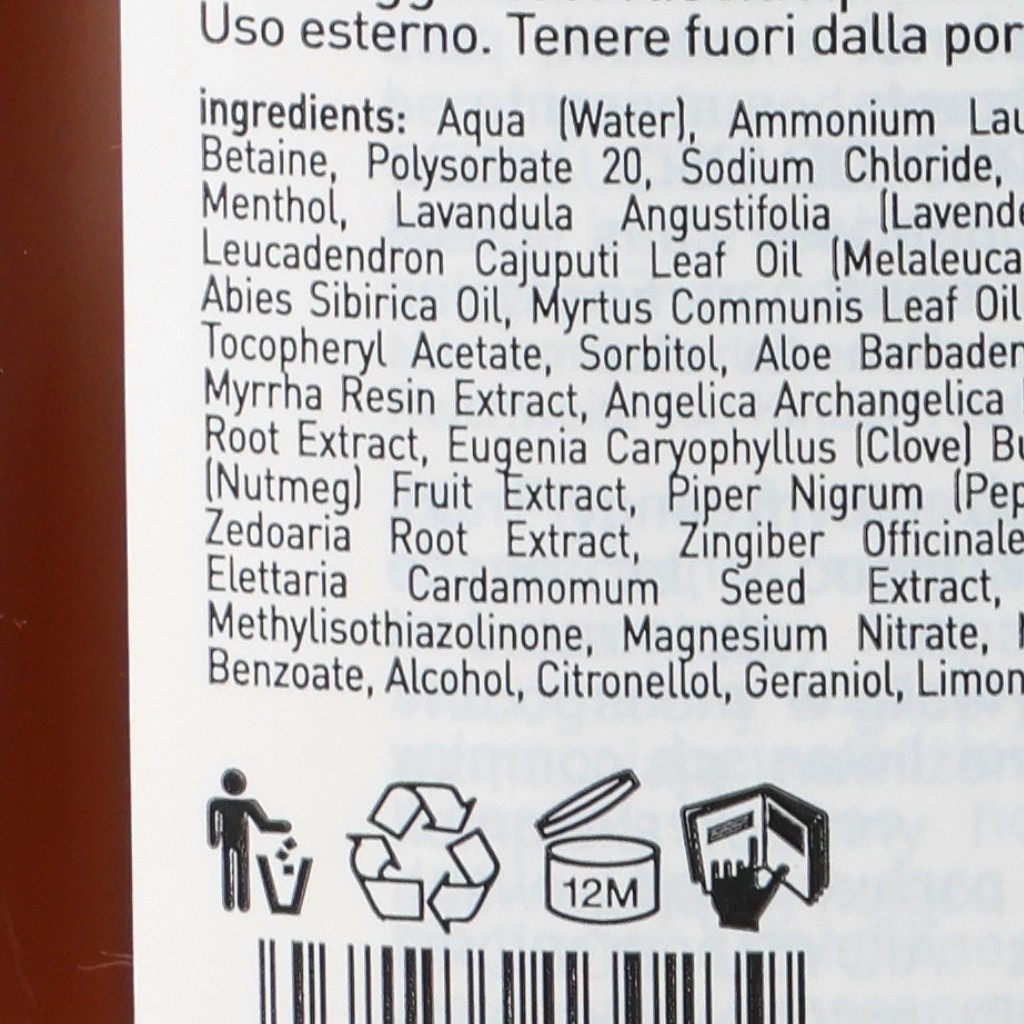 Uso esterno. Tenere fuori dalla por
ingredients: Aqua (Water), Ammonium Lau
Betaine, Polysorbate 20, Sodium Chloride,
Menthol, Lavandula Angustifolia (Lavende
Leucadendron Cajuputi Leaf Oil (Melaleuca
Abies Sibirica Oil, Myrtus Communis Leaf Oil
Tocopheryl Acetate, Sorbitol, Aloe Barbaden
Myrrha Resin Extract, Angelica Archangelica
Root Extract, Eugenia Caryophyllus (Clove) Bu
(Nutmeg) Fruit Extract, Piper Nigrum (Pep
Zedoaria Root Extract, Zingiber Officinale
Elettaria Cardamomum Seed Extract,
Methylisothiazolinone, Magnesium Nitrate,
Benzoate, Alcohol, Citronellol, Geraniol, Limon
12M